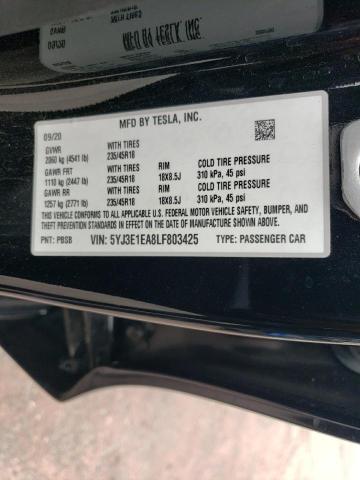 MFD BY TESLA, INC.
09/20
GVWR WITH TIRES
2060 kg (4541 lb) 235/45R18
GAWR FRT WITH TIRES RIM COLD TIRE PRESSURE
1110 kg (2447 lb) 235/45R18 18X8.5J 310 kPa, 45 psi
GAWR RR WITH TIRES RIM COLD TIRE PRESSURE
1257 kg (2771 lb) 235/45R18 18X8.5J 310 kPa, 45 psi
THIS VEHICLE CONFORMS TO ALL APPLICABLE U.S. FEDERAL MOTOR VEHICLE SAFETY, BUMPER, AND
THEFT PREVENTION STANDARDS IN EFFECT ON THE DATE OF MANUFACTURE SHOWN ABOVE.
PNT: PBSB VIN: 5YJ3E1EA8LF803425 TYPE: PASSENGER CAR